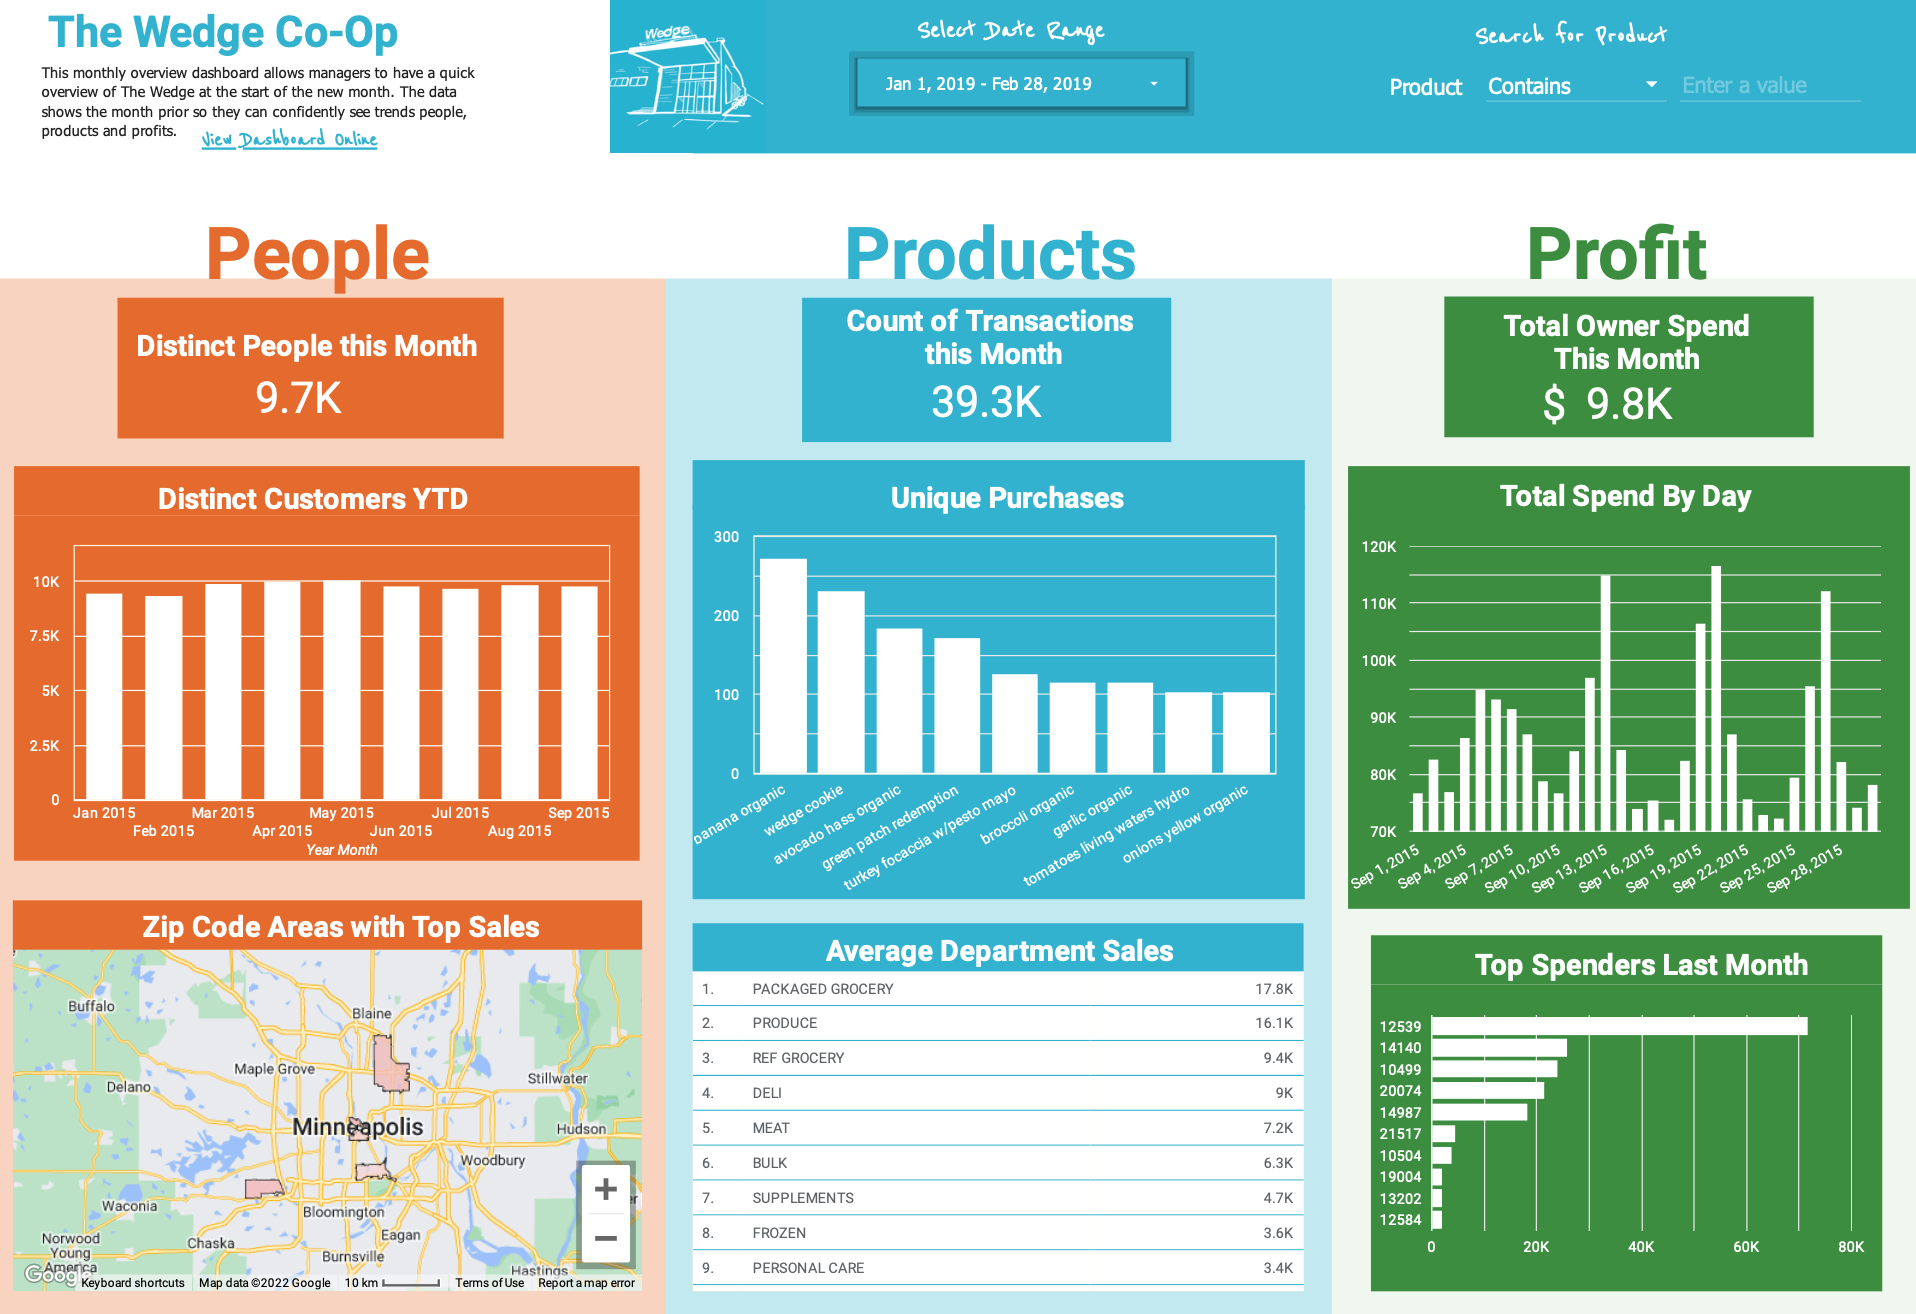 The Wedge Co-Op
This monthly overview dashboard allows managers to have a quick
overview of The Wedge at the start of the new month. The data
shows the month prior so they can confidently see trends people,
products and profits.
View Dashboard Online
Wedge
Select Date Range
Jan 1, 2019 - Feb 28, 2019
Search for Product
Product Contains Enter a value
People
Distinct People this Month
9.7K
Distinct Customers YTD
10K
7.5K
5K
2.5K
0
Jan 2015
Feb 2015
Mar 2015
Apr 2015
May 2015
Jun 2015
Jul 2015
Aug 2015
Sep 2015
Year Month
Zip Code Areas with Top Sales
Buffalo
Blaine
Maple Grove
Delano
Stillwater
Minneapolis
Hudson
Woodbury
Waconia
Bloomington
Chaska
Eagan
Norwood
Young
America
Burnsville
Hastings
Google
Keyboard shortcuts
Map data ©2022 Google
10 km
Terms of Use
Report a map error
Products
Count of Transactions
this Month
39.3K
Unique Purchases
300
200
100
0
banana organic
wedge cookie
avocado hass organic
green patch redemption
turkey focaccia w/pesto mayo
broccoli organic
garlic organic
tomatoes living waters hydro
onions yellow organic
Average Department Sales
1. PACKAGED GROCERY 17.8K
2. PRODUCE 16.1K
3. REF GROCERY 9.4K
4. DELI 9K
5. MEAT 7.2K
6. BULK 6.3K
7. SUPPLEMENTS 4.7K
8. FROZEN 3.6K
9. PERSONAL CARE 3.4K
Profit
Total Owner Spend
This Month
$ 9.8K
Total Spend By Day
120K
110K
100K
90K
80K
70K
Sep 1, 2015
Sep 4, 2015
Sep 7, 2015
Sep 10, 2015
Sep 13, 2015
Sep 16, 2015
Sep 19, 2015
Sep 22, 2015
Sep 25, 2015
Sep 28, 2015
Top Spenders Last Month
12539
14140
10499
20074
14987
21517
10504
19004
13202
12584
0 20K 40K 60K 80K